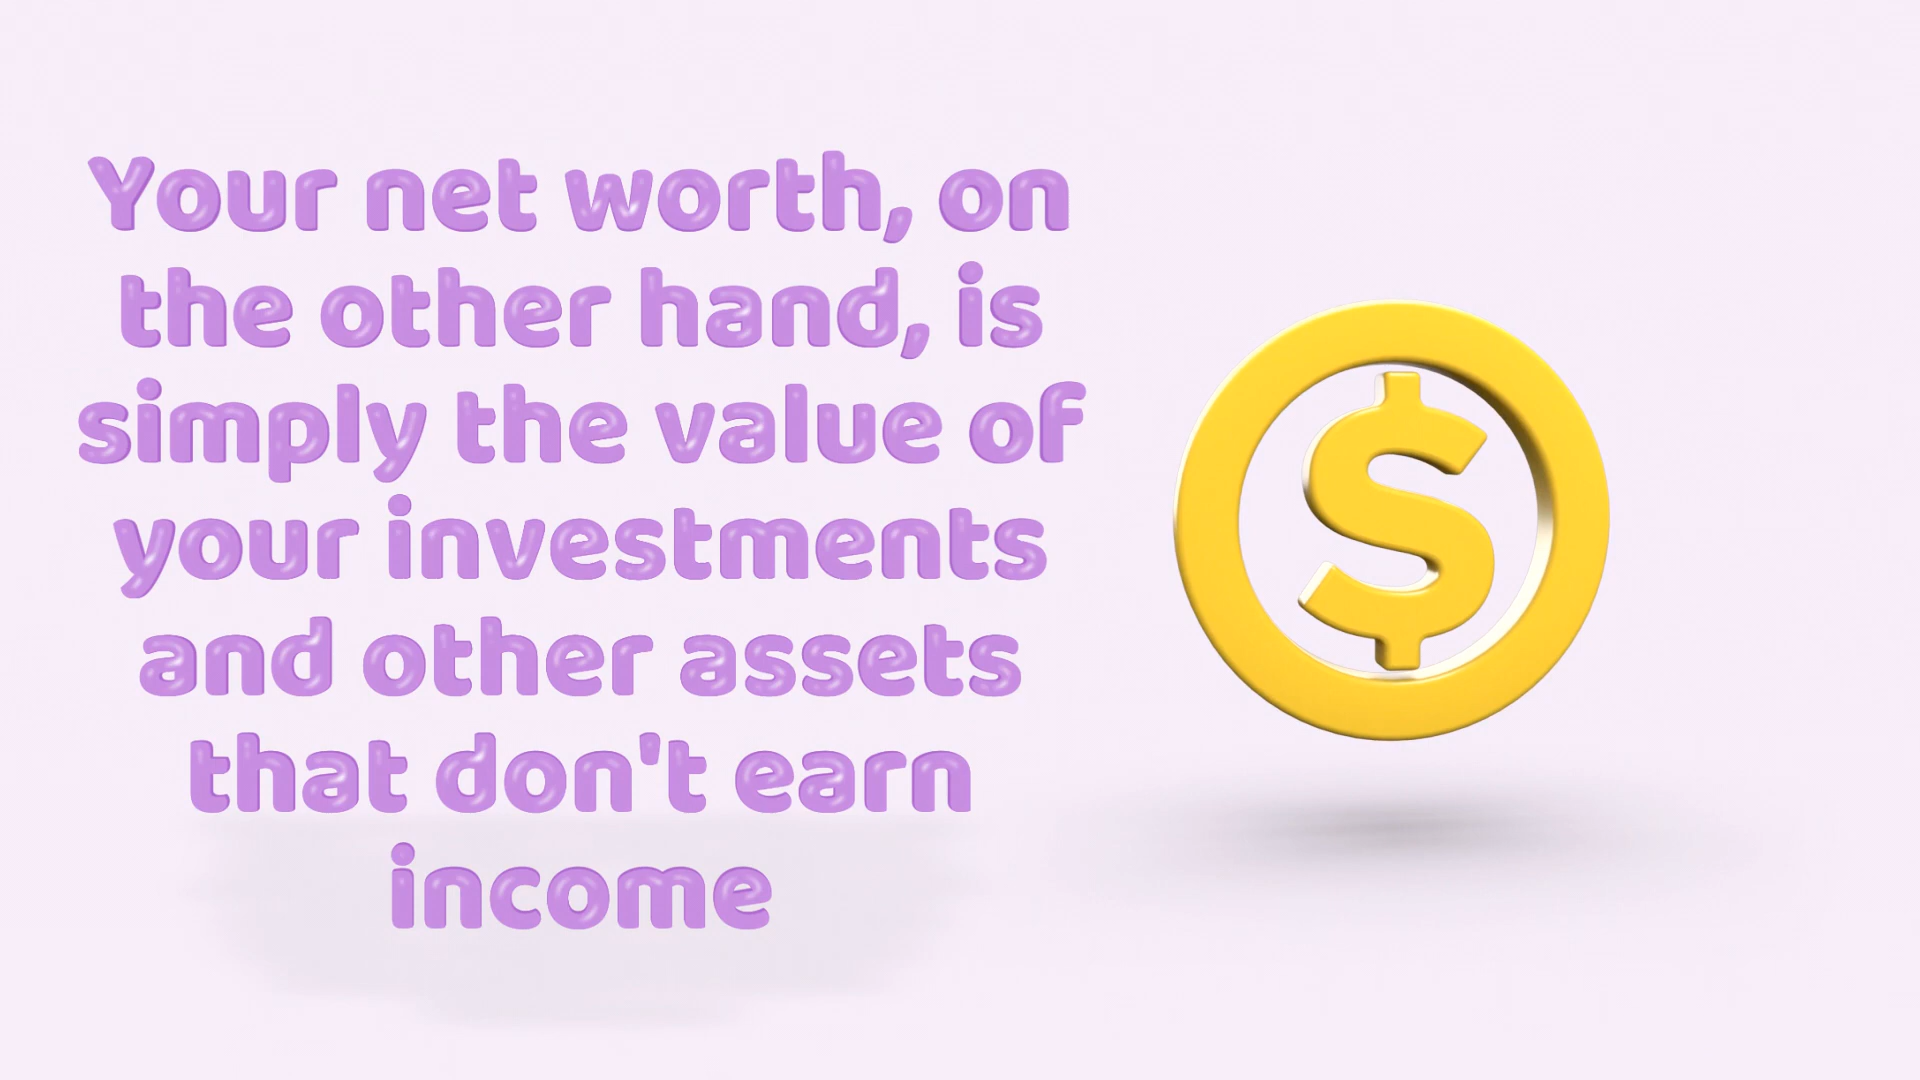 Your net worth, on
the other hand, is
simply the value of
your investments
and other assets
that don't earn
income
$